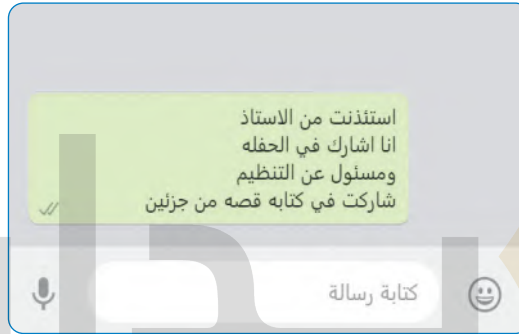 استئذنت من الاستاذ
انا اشارك في الحفله
ومسئول عن التنظيم
شاركت في كتابه قصه من جزئين
كتابة رسالة